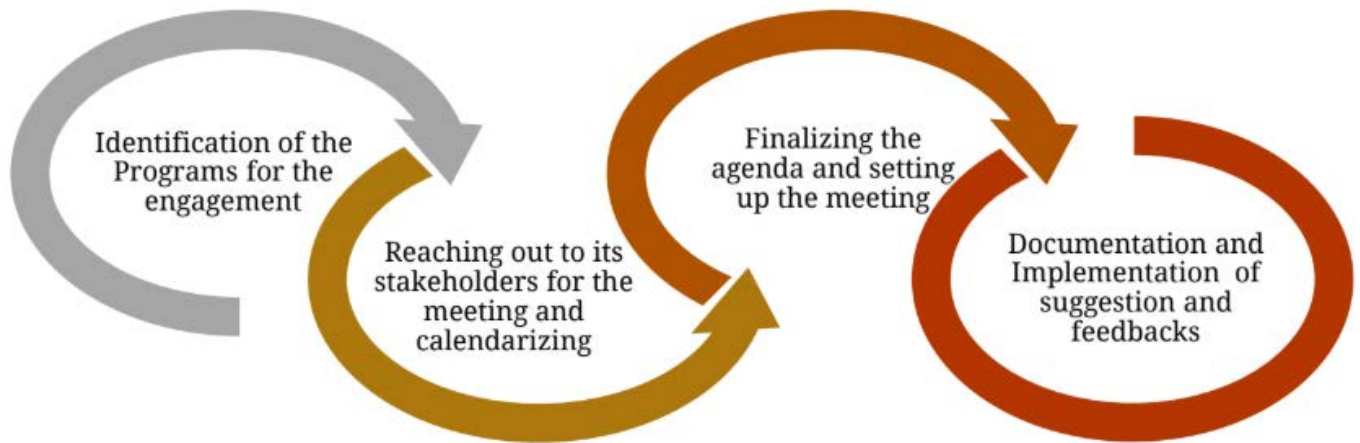 Identification of the
Programs for the
engagement
Reaching out to its
stakeholders for the
meeting and
calendarizing
Finalizing the
agenda and setting
up the meeting
Documentation and
Implementation of
suggestion and
feedbacks